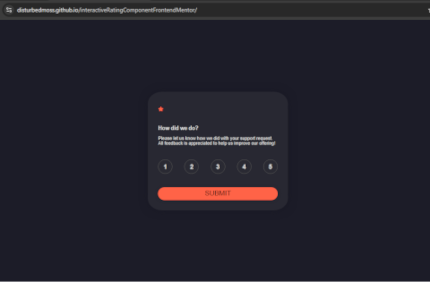 disturbedmoss.github.io/InteractiveRatingComponentFrontendMentor/
How did we do?
Please let us know how we did with your support request.
All feedback is appreciated to help us improve our offering!
1 2 3 4 5
SUBMIT